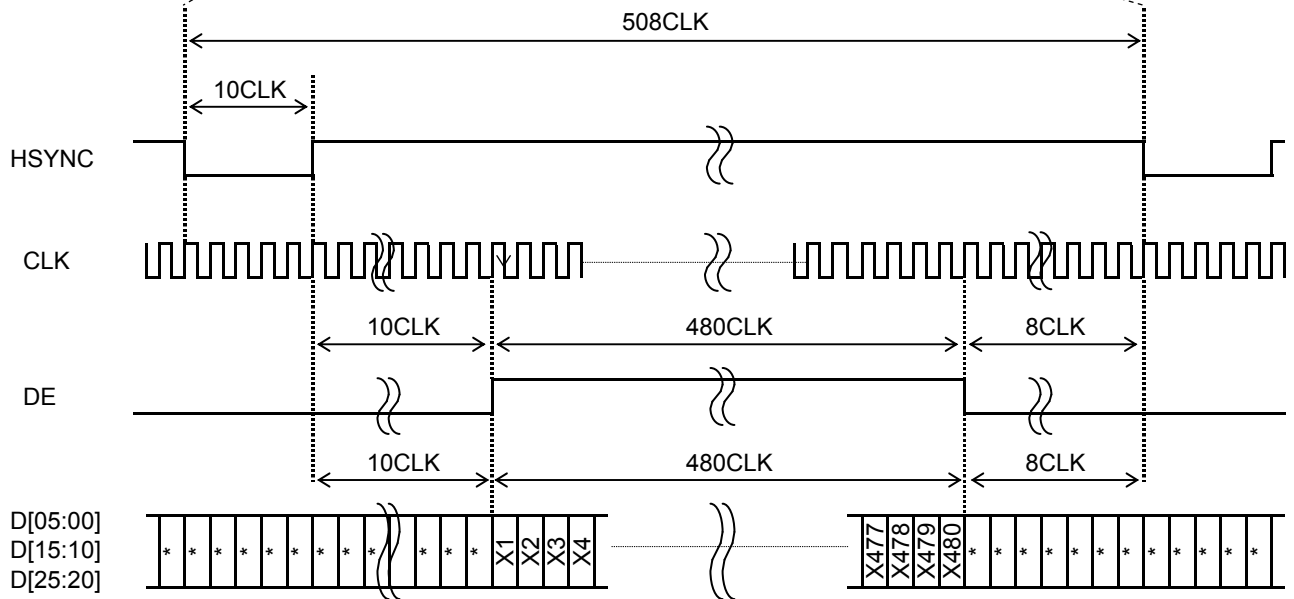 508CLK
10CLK
HSYNC
CLK
10CLK 480CLK 8CLK
DE
10CLK 480CLK 8CLK
D[05:00]
D[15:10]
D[25:20]
* * * * * * * * * * * * X1 X2 X3 X4 X477 X478 X479 X480 * * * * * * * * * * * *